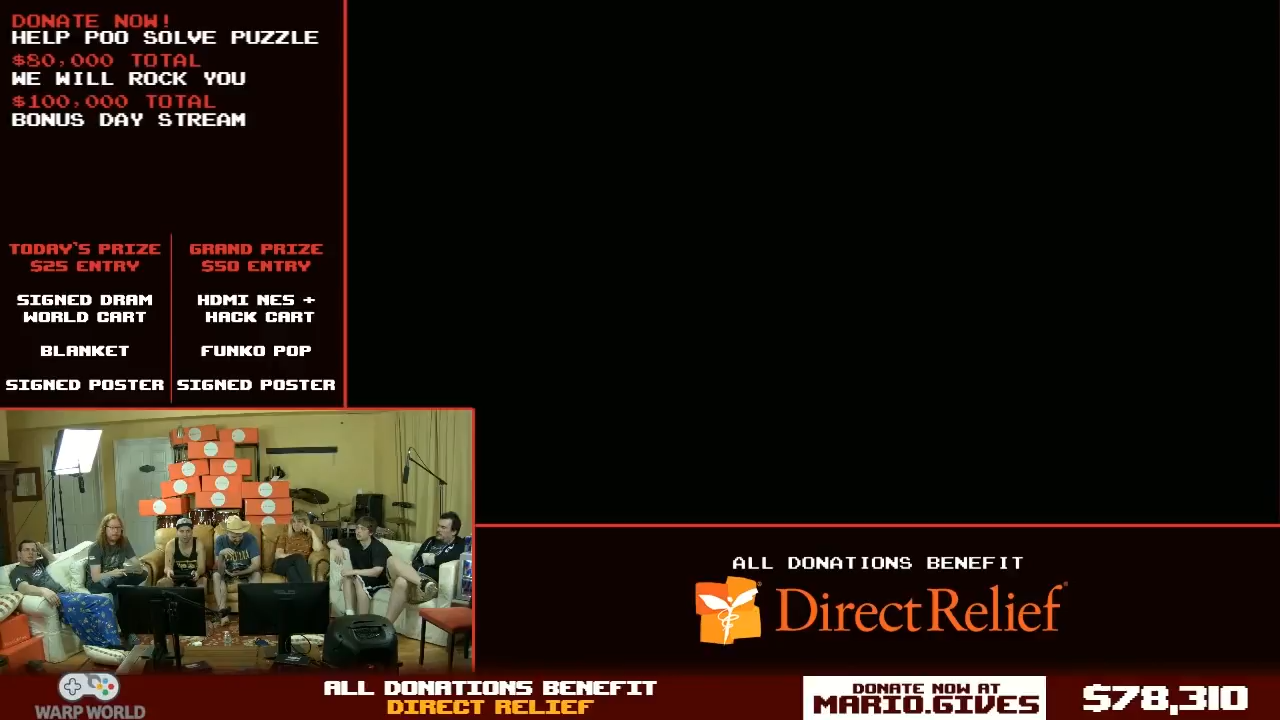 DONATE NOW!
HELP POO SOLVE PUZZLE
$80,000 TOTAL
WE WILL ROCK YOU
$100,000 TOTAL
BONUS DAY STREAM
TODAY'S PRIZE
$25 ENTRY
SIGNED DRAM
WORLD CART
BLANKET
SIGNED POSTER
GRAND PRIZE
$50 ENTRY
HDMI NES +
HACK CART
FUNKO POP
SIGNED POSTER
ALL DONATIONS BENEFIT
DirectRelief
WARP WORLD
ALL DONATIONS BENEFIT
DIRECT RELIEF
DONATE NOW AT
MARIO.GIVES
$78,310